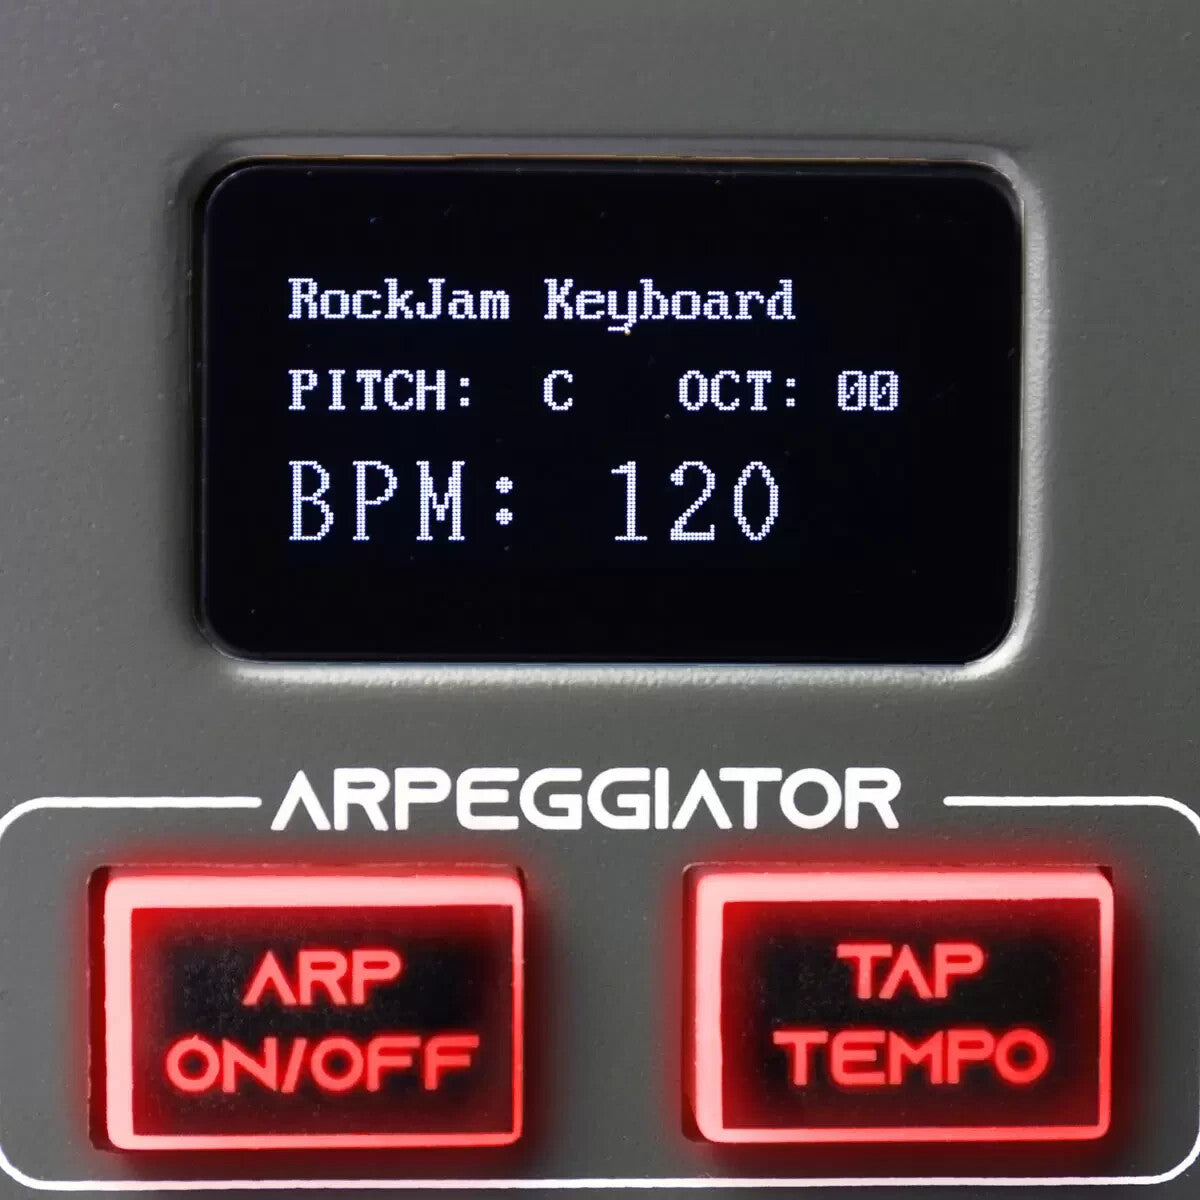 RockJam Keyboard
PITCH: C OCT: 00
BPM: 120
ARPEGGIATOR
ARP
ON/OFF
TAP
TEMPO